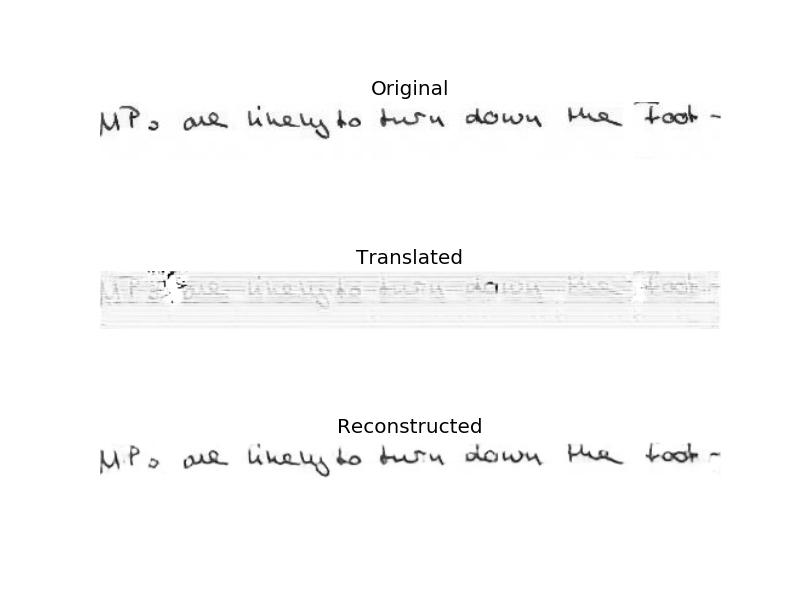 Original
MPs are likely to turn down the Foot-
Translated
MPs are likely to turn down the Foot-
Reconstructed
MPs are likely to turn down the Foot-